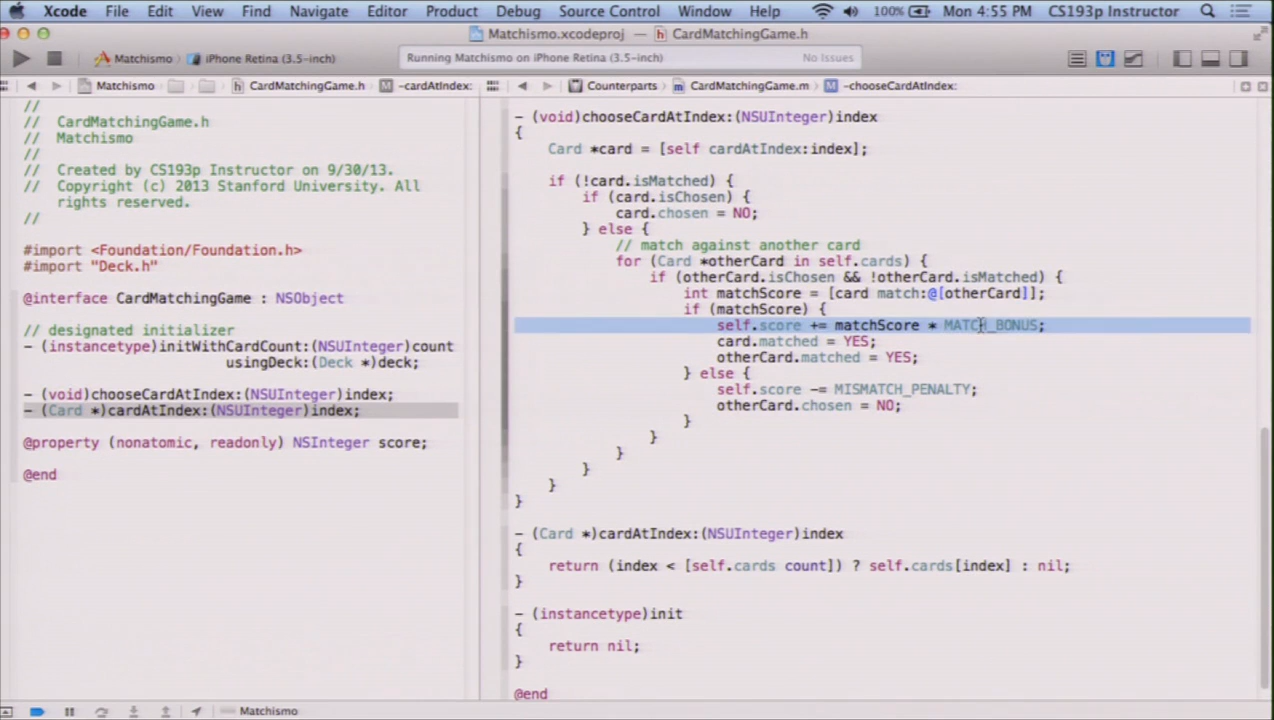 Xcode File Edit View Find Navigate Editor Product Debug Source Control Window Help 100% Mon 4:55 PM CS193p Instructor
Matchismo.xcodeproj — CardMatchingGame.h
Matchismo iPhone Retina (3.5-inch) Running Matchismo on iPhone Retina (3.5-inch) No Issues
Matchismo CardMatchingGame.h -cardAtIndex:
//
// CardMatchingGame.h
// Matchismo
//
// Created by CS193p Instructor on 9/30/13.
// Copyright (c) 2013 Stanford University. All
rights reserved.
//
#import <Foundation/Foundation.h>
#import "Deck.h"
@interface CardMatchingGame : NSObject
// designated initializer
- (instancetype)initWithCardCount:(NSUInteger)count
usingDeck:(Deck *)deck;
- (void)chooseCardAtIndex:(NSUInteger)index;
- (Card *)cardAtIndex:(NSUInteger)index;
@property (nonatomic, readonly) NSInteger score;
@end
Counterparts CardMatchingGame.m -chooseCardAtIndex:
- (void)chooseCardAtIndex:(NSUInteger)index
{
Card *card = [self cardAtIndex:index];
if (!card.isMatched) {
if (card.isChosen) {
card.chosen = NO;
} else {
// match against another card
for (Card *otherCard in self.cards) {
if (otherCard.isChosen && !otherCard.isMatched) {
int matchScore = [card match:@[otherCard]];
if (matchScore) {
self.score += matchScore * MATCH_BONUS;
card.matched = YES;
otherCard.matched = YES;
} else {
self.score -= MISMATCH_PENALTY;
otherCard.chosen = NO;
}
}
}
}
}
}
- (Card *)cardAtIndex:(NSUInteger)index
{
return (index < [self.cards count]) ? self.cards[index] : nil;
}
- (instancetype)init
{
return nil;
}
@end
Matchismo